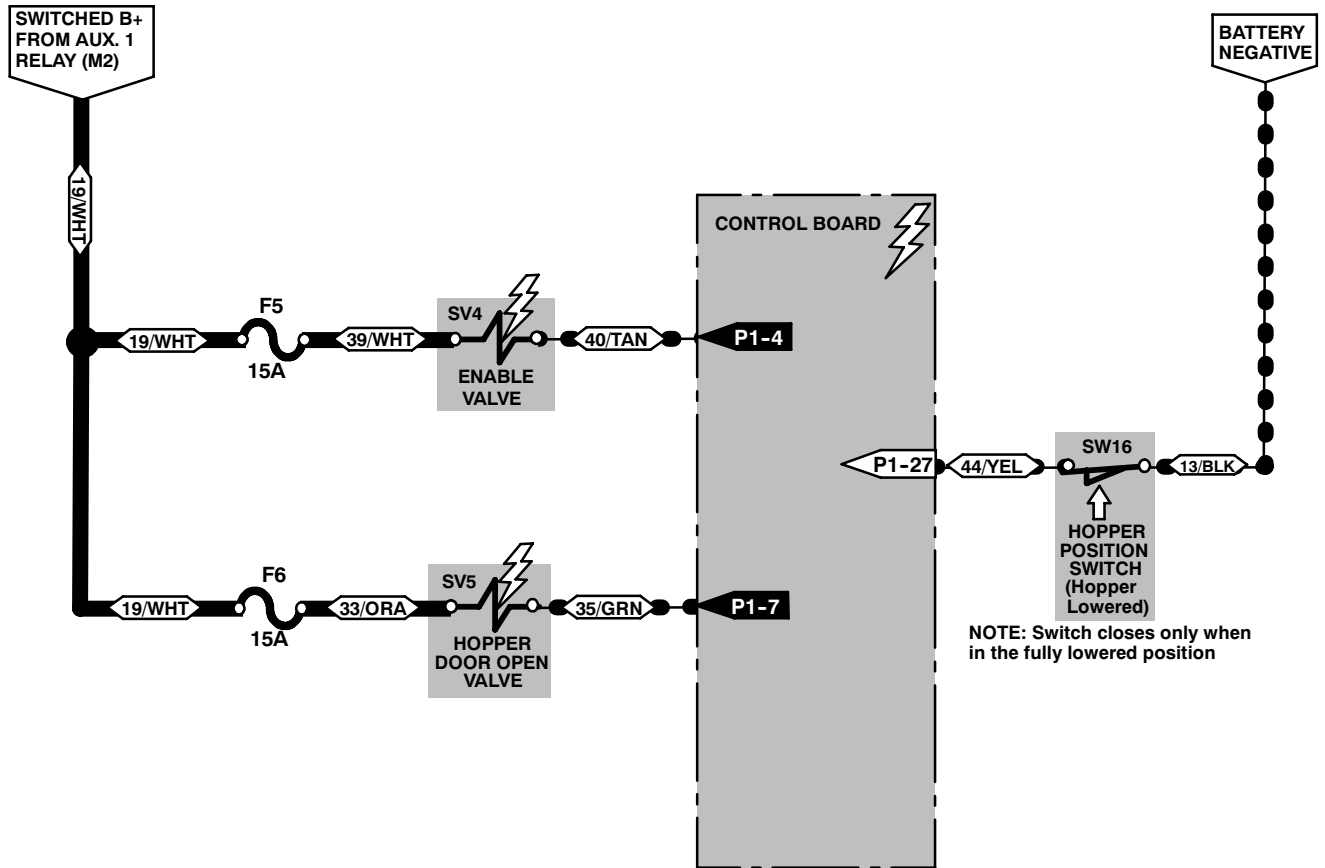 SWITCHED B+
FROM AUX. 1
RELAY (M2)
BATTERY
NEGATIVE
19/WHT
CONTROL BOARD
F5
SV4
19/WHT
39/WHT
40/TAN
P1-4
15A
ENABLE
VALVE
SW16
P1-27
44/YEL
13/BLK
HOPPER
POSITION
SWITCH
(Hopper
Lowered)
NOTE: Switch closes only when
in the fully lowered position
F6
SV5
19/WHT
33/ORA
35/GRN
P1-7
15A
HOPPER
DOOR OPEN
VALVE